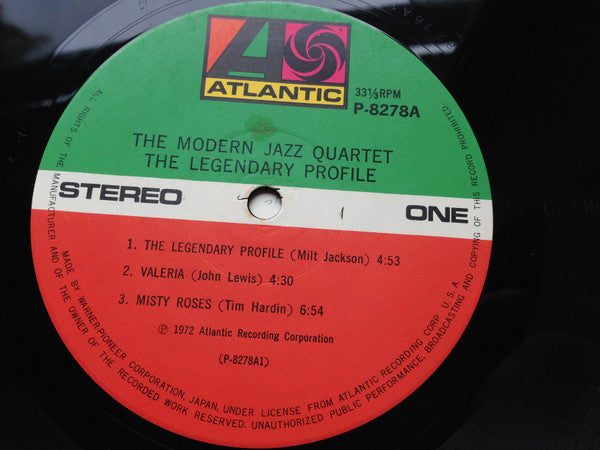 ATLANTIC
33⅓RPM
P-8278A
THE MODERN JAZZ QUARTET
THE LEGENDARY PROFILE
STEREO
ONE
1. THE LEGENDARY PROFILE (Milt Jackson) 4:53
2. VALERIA (John Lewis) 4:30
3. MISTY ROSES (Tim Hardin) 6:54
Ⓟ 1972 Atlantic Recording Corporation
(P-8278A1)
ALL RIGHTS OF THE MANUFACTURER AND OF THE OWNER OF THE RECORDED WORK RESERVED. UNAUTHORIZED PUBLIC PERFORMANCE, BROADCASTING AND COPYING OF THIS RECORD PROHIBITED
MADE BY WARNER-PIONEER CORPORATION, JAPAN, UNDER LICENSE FROM ATLANTIC RECORDING CORP. U.S.A.